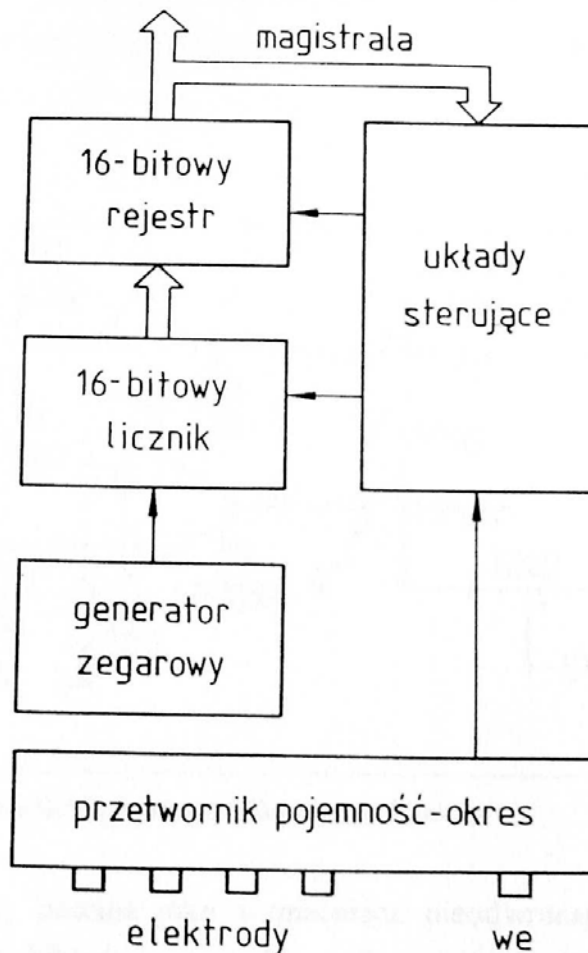 magistrala
16-bitowy
rejestr
układy
sterujące
16-bitowy
licznik
generator
zegarowy
przetwornik pojemność-okres
elektrody
we